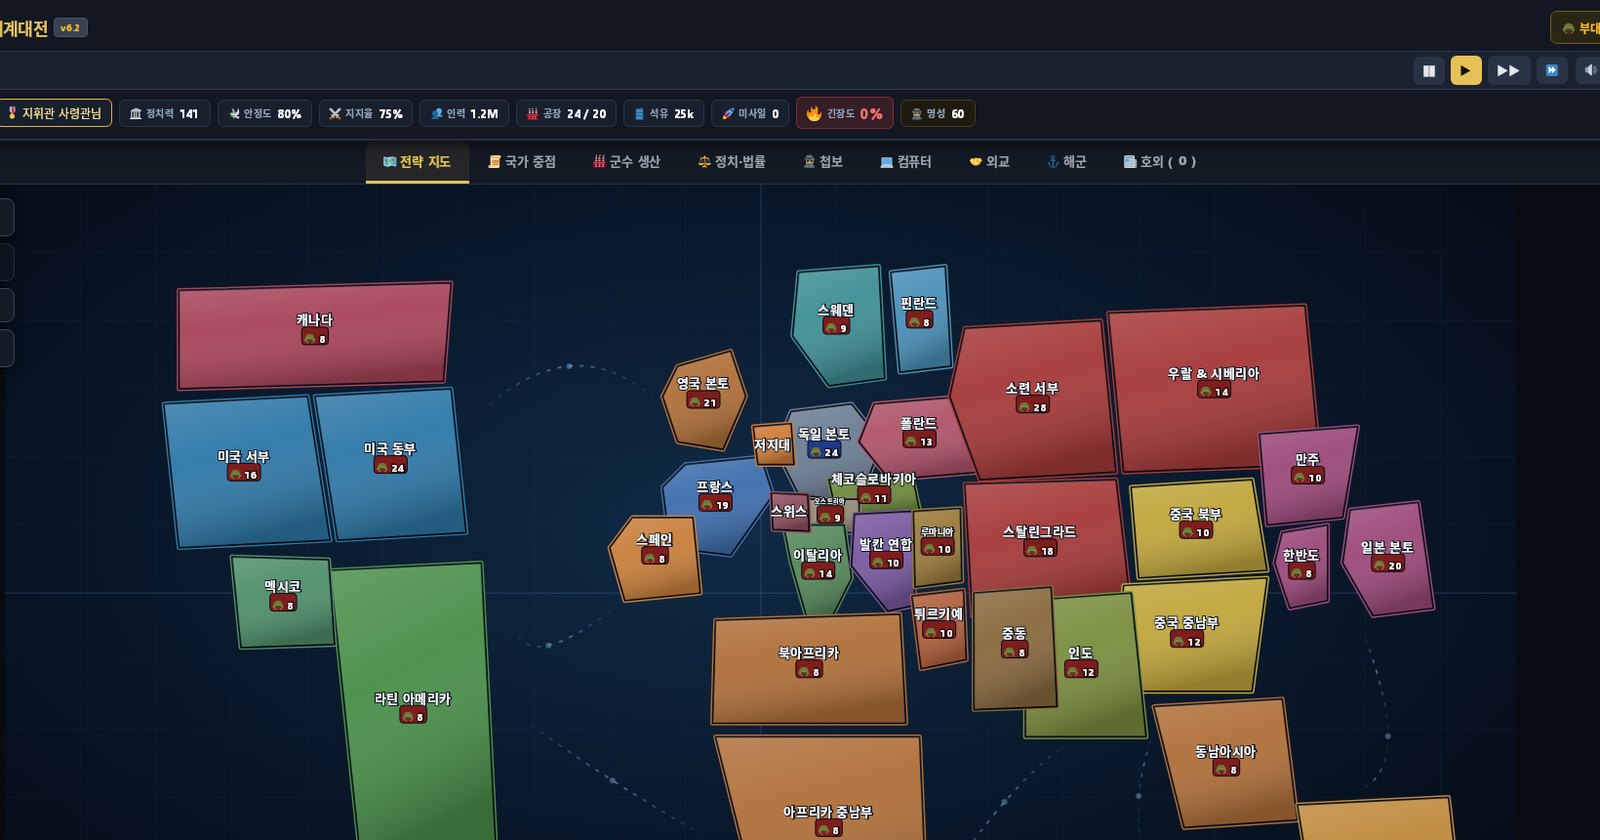 계대전 v6.2
부대
지휘관 사령관님
정치력 141
안정도 80%
지지율 75%
인력 1.2M
공장 24 / 20
석유 25k
미사일 0
긴장도 0%
명성 60
전략 지도
국가 중점
군수 생산
정치·법률
첩보
컴퓨터
외교
해군
호외 ( 0 )
캐나다
8
미국 서부
16
미국 동부
24
멕시코
8
라틴 아메리카
8
영국 본토
21
저지대
프랑스
19
스페인
8
스웨덴
9
핀란드
8
독일 본토
24
폴란드
13
체코슬로바키아
11
스위스
오스트리아
9
이탈리아
14
발칸 연합
10
루마니아
10
튀르키예
10
소련 서부
28
우랄 & 시베리아
14
스탈린그라드
18
중동
8
인도
12
북아프리카
8
아프리카 중남부
8
만주
10
중국 북부
10
중국 중남부
12
한반도
8
일본 본토
20
동남아시아
8